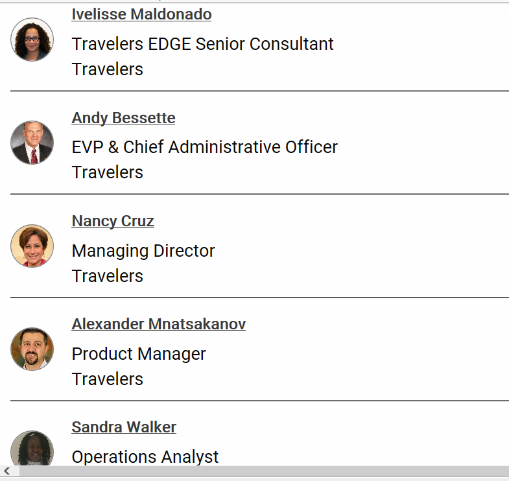 Ivelisse Maldonado
Travelers EDGE Senior Consultant
Travelers
Andy Bessette
EVP & Chief Administrative Officer
Travelers
Nancy Cruz
Managing Director
Travelers
Alexander Mnatsakanov
Product Manager
Travelers
Sandra Walker
Operations Analyst